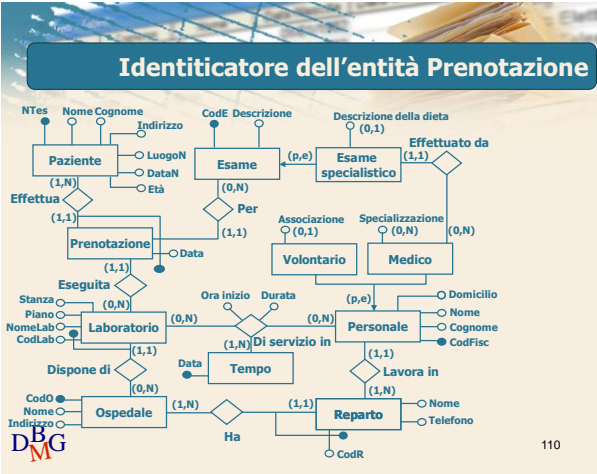 Identiticatore dell'entità Prenotazione
NTes Nome Cognome
Indirizzo
CodE Descrizione
Descrizione della dieta
(0,1)
Effettuato da
Paziente
LuogoN
DataN
Età
Esame
(p,e)
Esame
specialistico
(1,1)
(1,N)
(0,N)
Effettua
Per
(1,1)
(1,1)
Associazione
(0,1)
Specializzazione
(0,N)
(0,N)
Prenotazione
Data
Volontario
Medico
(1,1)
Eseguita
(0,N)
Stanza
Piano
NomeLab
CodLab
Laboratorio
(0,N)
Ora inizio
Durata
(p,e)
(0,N)
Di servizio in
Personale
Domicilio
Nome
Cognome
CodFisc
(1,1)
(1,N)
Data
Tempo
(1,1)
Dispone di
Lavora in
(0,N)
(1,N)
CodO
Nome
Indirizzo
Ospedale
(1,N)
Ha
(1,1)
Reparto
Nome
Telefono
CodR
DBMG
110